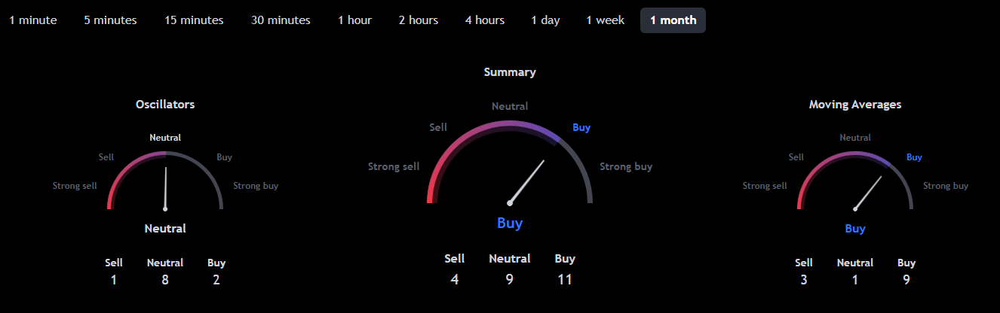 1 minute 5 minutes 15 minutes 30 minutes 1 hour 2 hours 4 hours 1 day 1 week 1 month
Oscillators
Neutral
Sell Buy
Strong sell Strong buy
Neutral
Sell Neutral Buy
1 8 2
Summary
Neutral
Sell Buy
Strong sell Strong buy
Buy
Sell Neutral Buy
4 9 11
Moving Averages
Neutral
Sell Buy
Strong sell Strong buy
Buy
Sell Neutral Buy
3 1 9